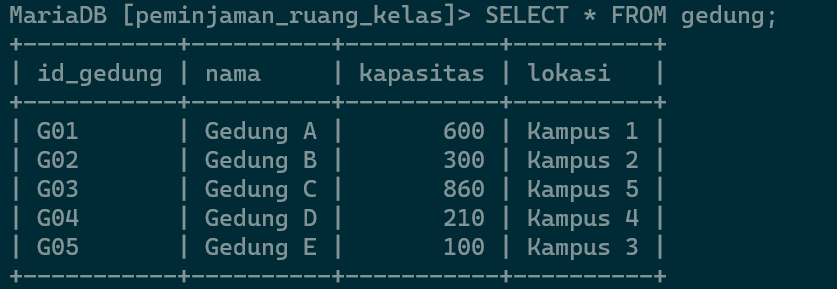 MariaDB [peminjaman_ruang_kelas]> SELECT * FROM gedung;
+-----------+----------+-----------+----------+
| id_gedung | nama     | kapasitas | lokasi   |
+-----------+----------+-----------+----------+
| G01       | Gedung A |       600 | Kampus 1 |
| G02       | Gedung B |       300 | Kampus 2 |
| G03       | Gedung C |       860 | Kampus 5 |
| G04       | Gedung D |       210 | Kampus 4 |
| G05       | Gedung E |       100 | Kampus 3 |
+-----------+----------+-----------+----------+